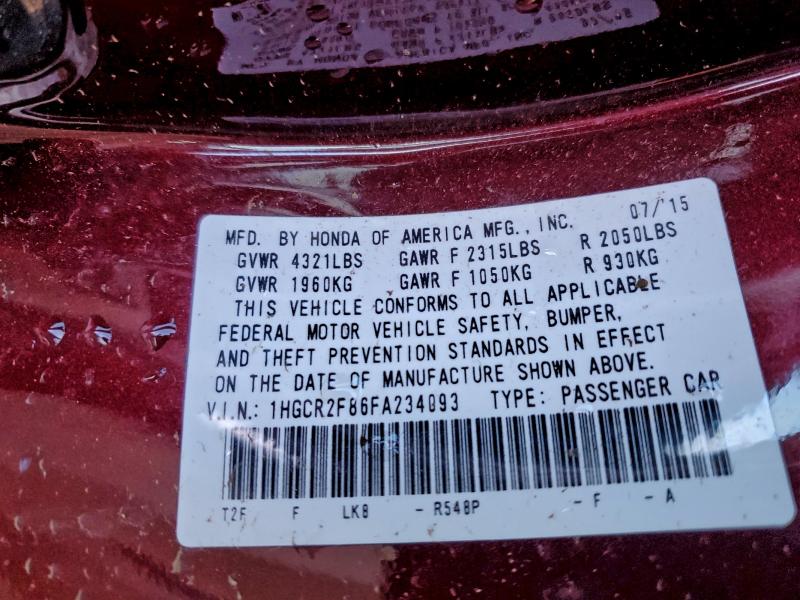 MFD. BY HONDA OF AMERICA MFG., INC. 07/15
GVWR 4321LBS GAWR F 2315LBS R 2050LBS
GVWR 1960KG GAWR F 1050KG R 930KG
THIS VEHICLE CONFORMS TO ALL APPLICABLE
FEDERAL MOTOR VEHICLE SAFETY, BUMPER,
AND THEFT PREVENTION STANDARDS IN EFFECT
ON THE DATE OF MANUFACTURE SHOWN ABOVE.
V.I.N.: 1HGCR2F86FA234093 TYPE: PASSENGER CAR
T2F F LK8 - R548P - F - A